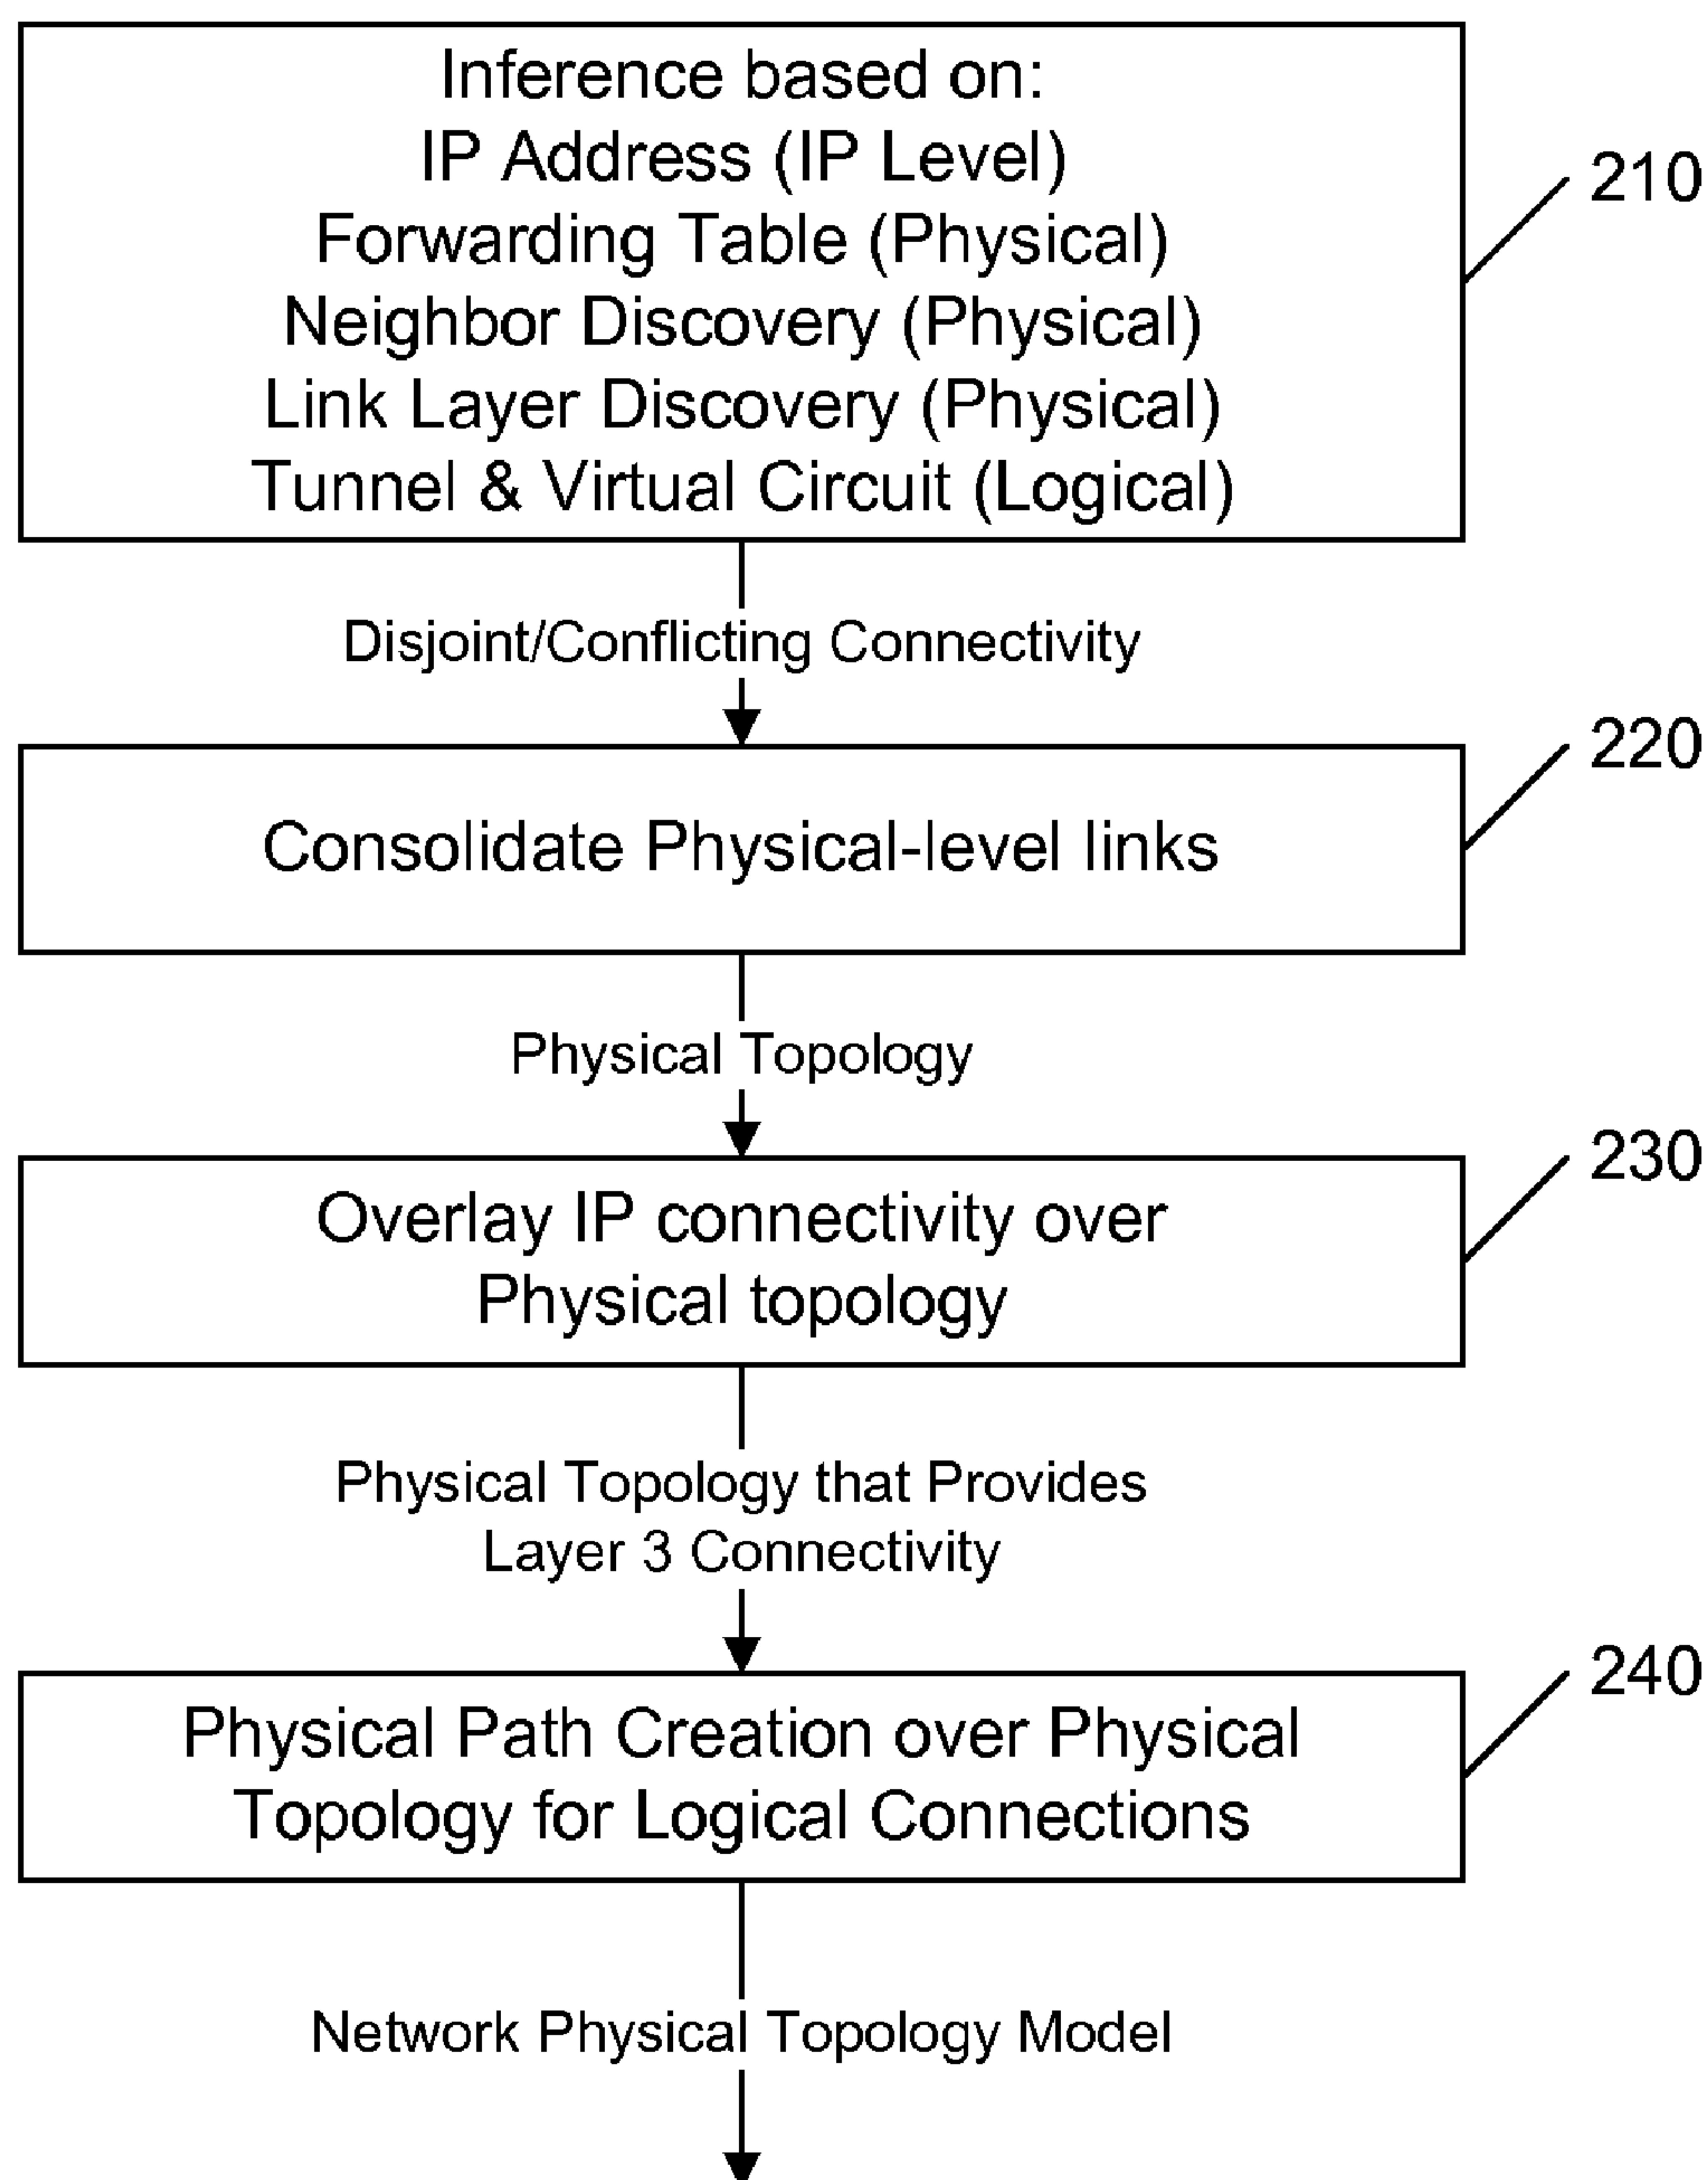 Inference based on:
IP Address (IP Level)
210
Forwarding Table (Physical)
Neighbor Discovery (Physical)
Link Layer Discovery (Physical)
Tunnel & Virtual Circuit (Logical)
Disjoint/Conflicting Connectivity
220
Consolidate Physical-level links
Physical Topology
230
Overlay IP connectivity over
Physical topology
Physical Topology that Provides
Layer 3 Connectivity
240
Physical Path Creation over Physical
Topology for Logical Connections
Network Physical Topology Model